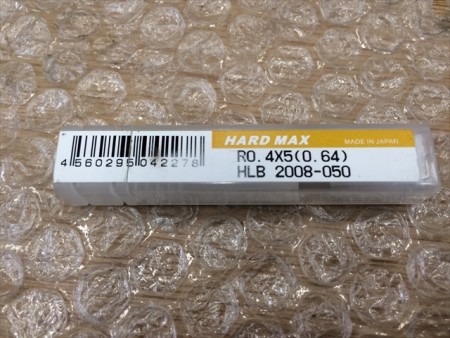 HARD MAX MADE IN JAPAN
R0.4X5(0.64)
HLB 2008-050
4 560295 042278